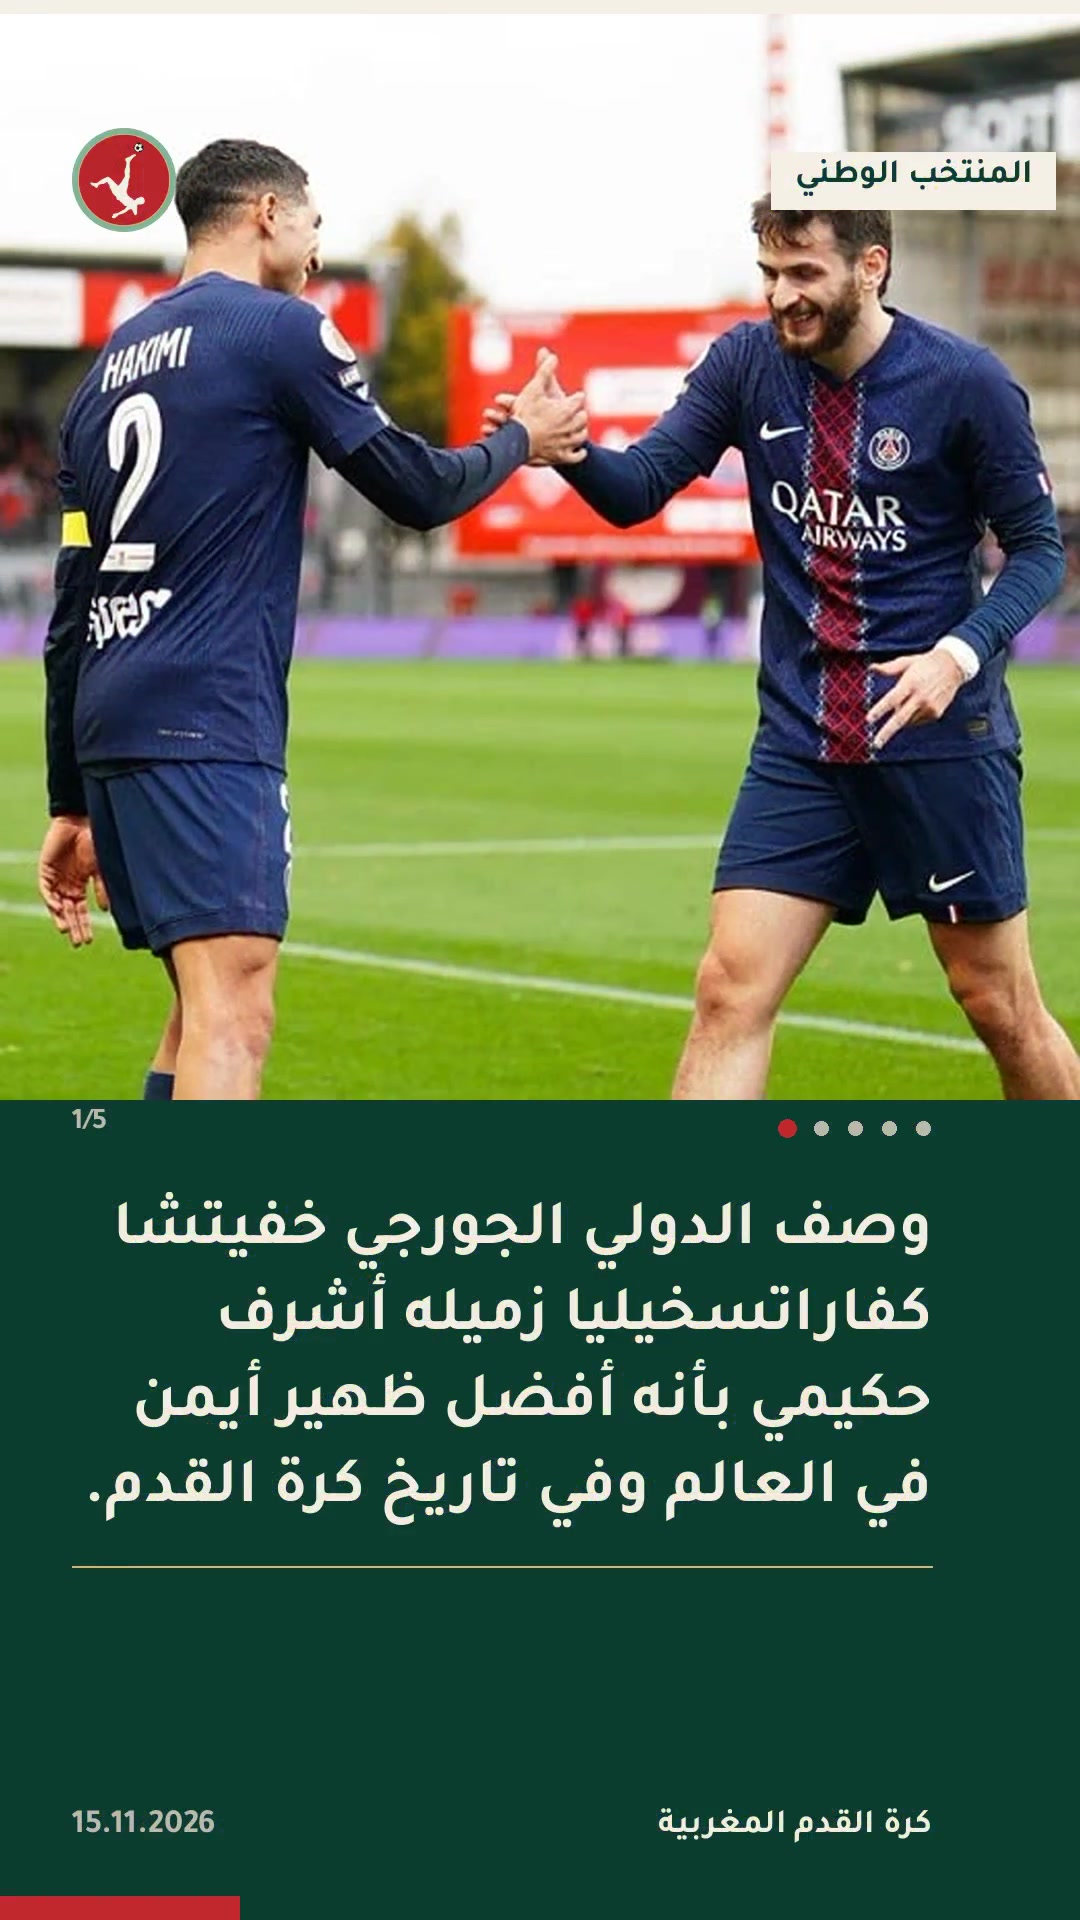 المنتخب الوطني
HAKIMI
2
QATAR
AIRWAYS
1/5
وصف الدولي الجورجي خفيتشا
كفاراتسخيليا زميله أشرف
حكيمي بأنه أفضل ظهير أيمن
في العالم وفي تاريخ كرة القدم.
15.11.2026
كرة القدم المغربية